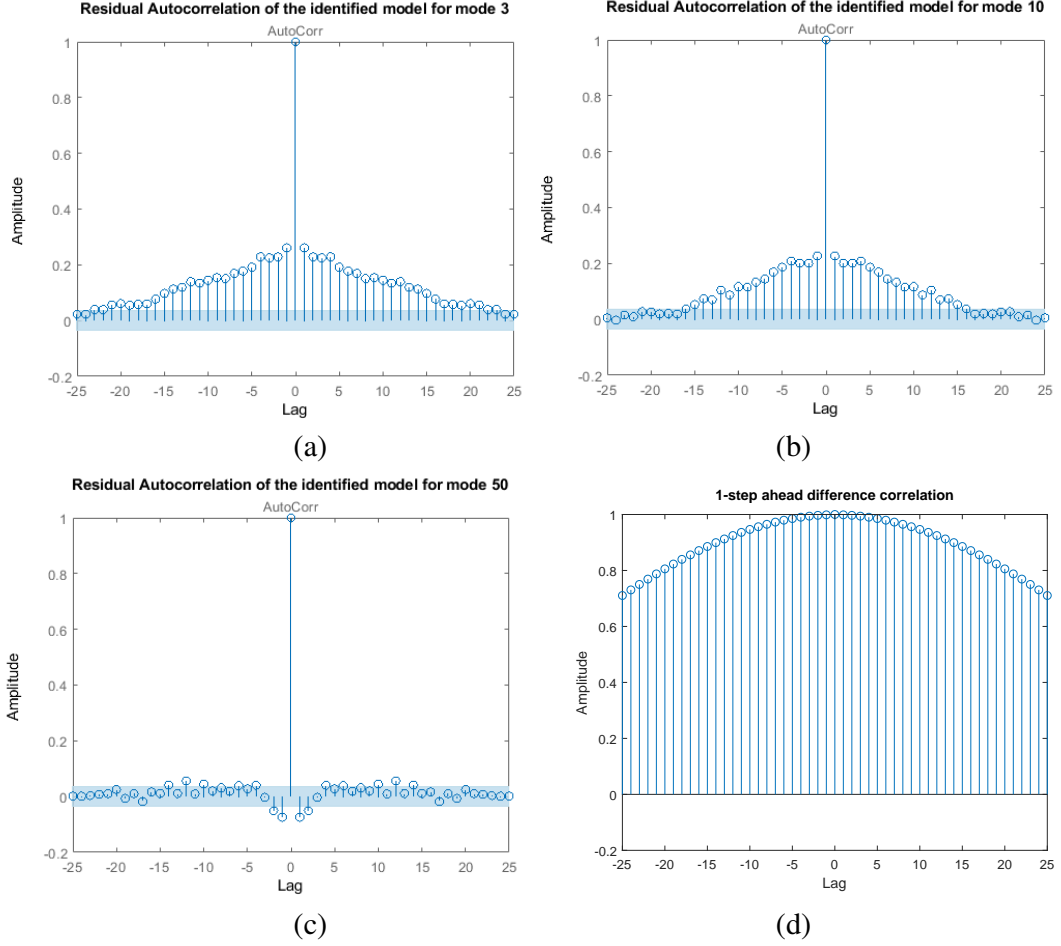 Residual Autocorrelation of the identified model for mode 3
AutoCorr
1
0.8
0.6
0.4
0.2
0
-0.2
Amplitude
-25 -20 -15 -10 -5 0 5 10 15 20 25
Lag
(a)
Residual Autocorrelation of the identified model for mode 10
AutoCorr
1
0.8
0.6
0.4
0.2
0
-0.2
Amplitude
-25 -20 -15 -10 -5 0 5 10 15 20 25
Lag
(b)
Residual Autocorrelation of the identified model for mode 50
AutoCorr
1
0.8
0.6
0.4
0.2
0
-0.2
Amplitude
-25 -20 -15 -10 -5 0 5 10 15 20 25
Lag
(c)
1-step ahead difference correlation
1
0.8
0.6
0.4
0.2
0
-0.2
Amplitude
-25 -20 -15 -10 -5 0 5 10 15 20 25
Lag
(d)